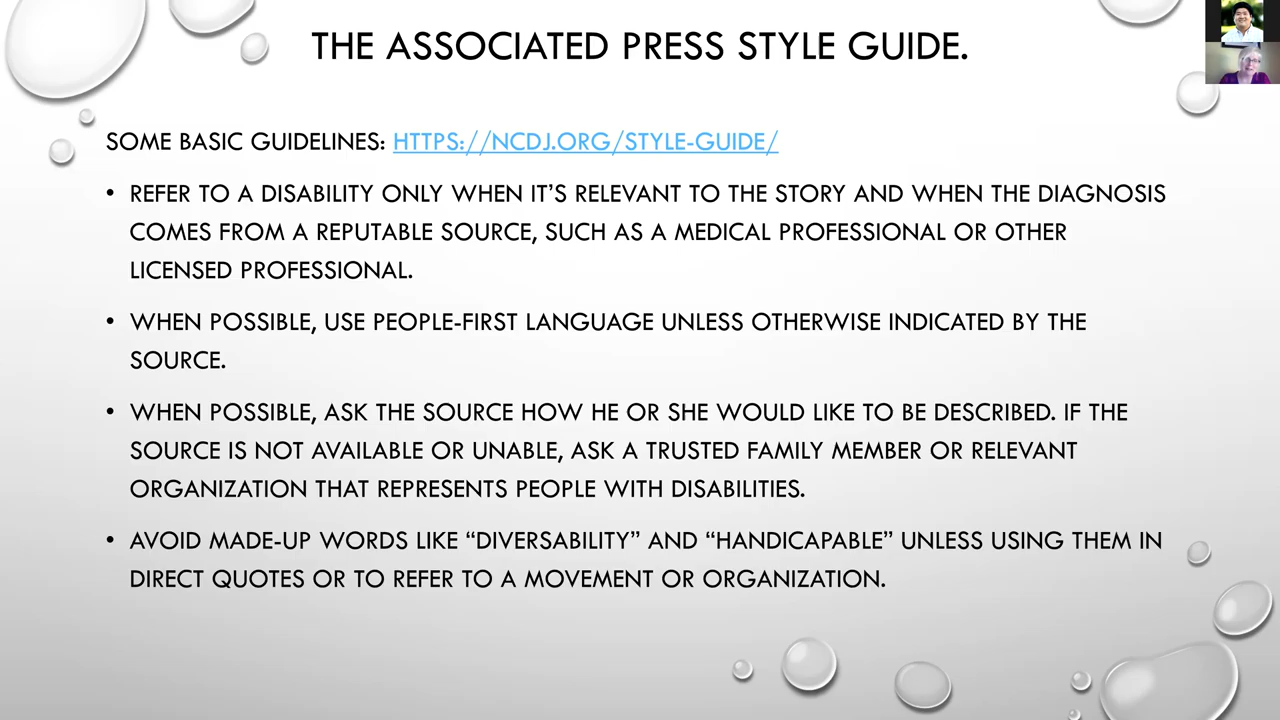 THE ASSOCIATED PRESS STYLE GUIDE.
SOME BASIC GUIDELINES: HTTPS://NCDJ.ORG/STYLE-GUIDE/
• REFER TO A DISABILITY ONLY WHEN IT’S RELEVANT TO THE STORY AND WHEN THE DIAGNOSIS
COMES FROM A REPUTABLE SOURCE, SUCH AS A MEDICAL PROFESSIONAL OR OTHER
LICENSED PROFESSIONAL.
• WHEN POSSIBLE, USE PEOPLE-FIRST LANGUAGE UNLESS OTHERWISE INDICATED BY THE
SOURCE.
• WHEN POSSIBLE, ASK THE SOURCE HOW HE OR SHE WOULD LIKE TO BE DESCRIBED. IF THE
SOURCE IS NOT AVAILABLE OR UNABLE, ASK A TRUSTED FAMILY MEMBER OR RELEVANT
ORGANIZATION THAT REPRESENTS PEOPLE WITH DISABILITIES.
• AVOID MADE-UP WORDS LIKE “DIVERSABILITY” AND “HANDICAPABLE” UNLESS USING THEM IN
DIRECT QUOTES OR TO REFER TO A MOVEMENT OR ORGANIZATION.